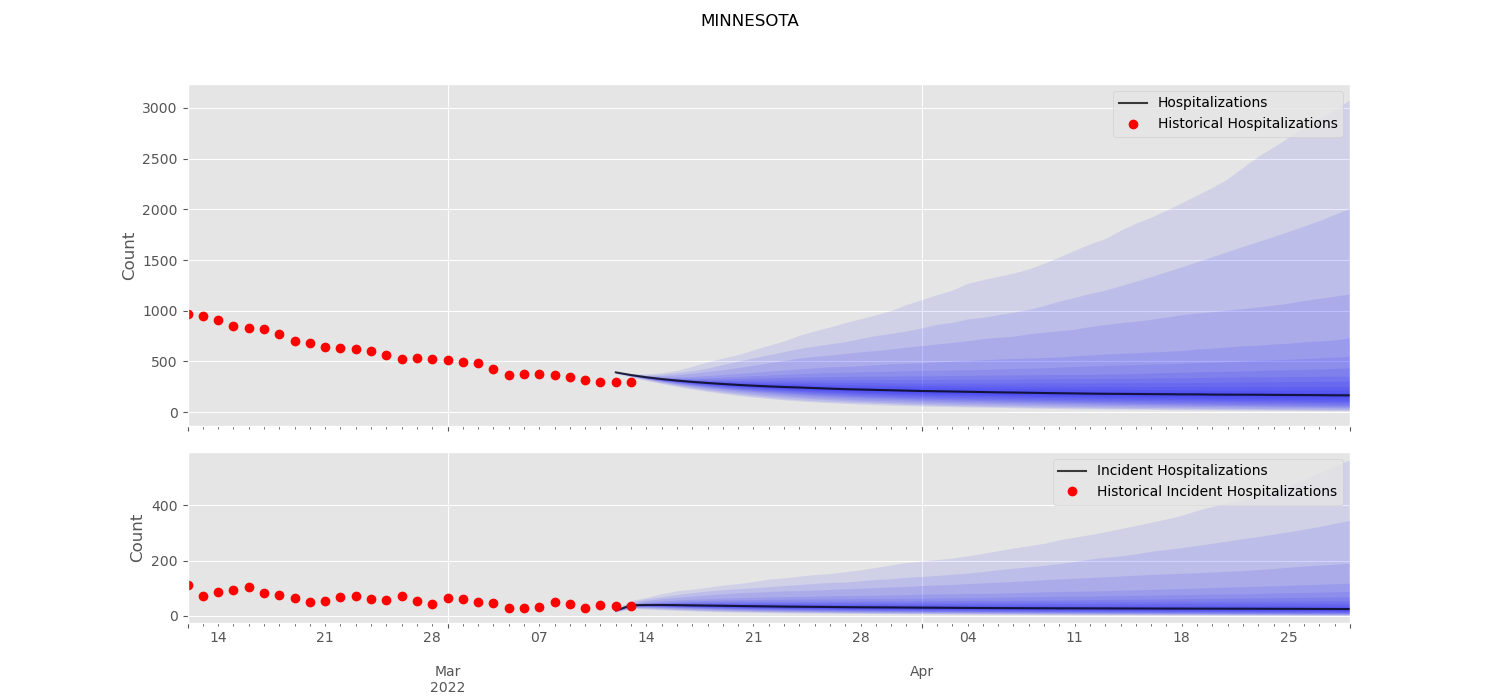 MINNESOTA
3000
2500
2000
1500
1000
500
0
Count
Hospitalizations
Historical Hospitalizations
400
200
0
Count
Incident Hospitalizations
Historical Incident Hospitalizations
14 21 28 07 14 21 28 04 11 18 25
Mar Apr
2022